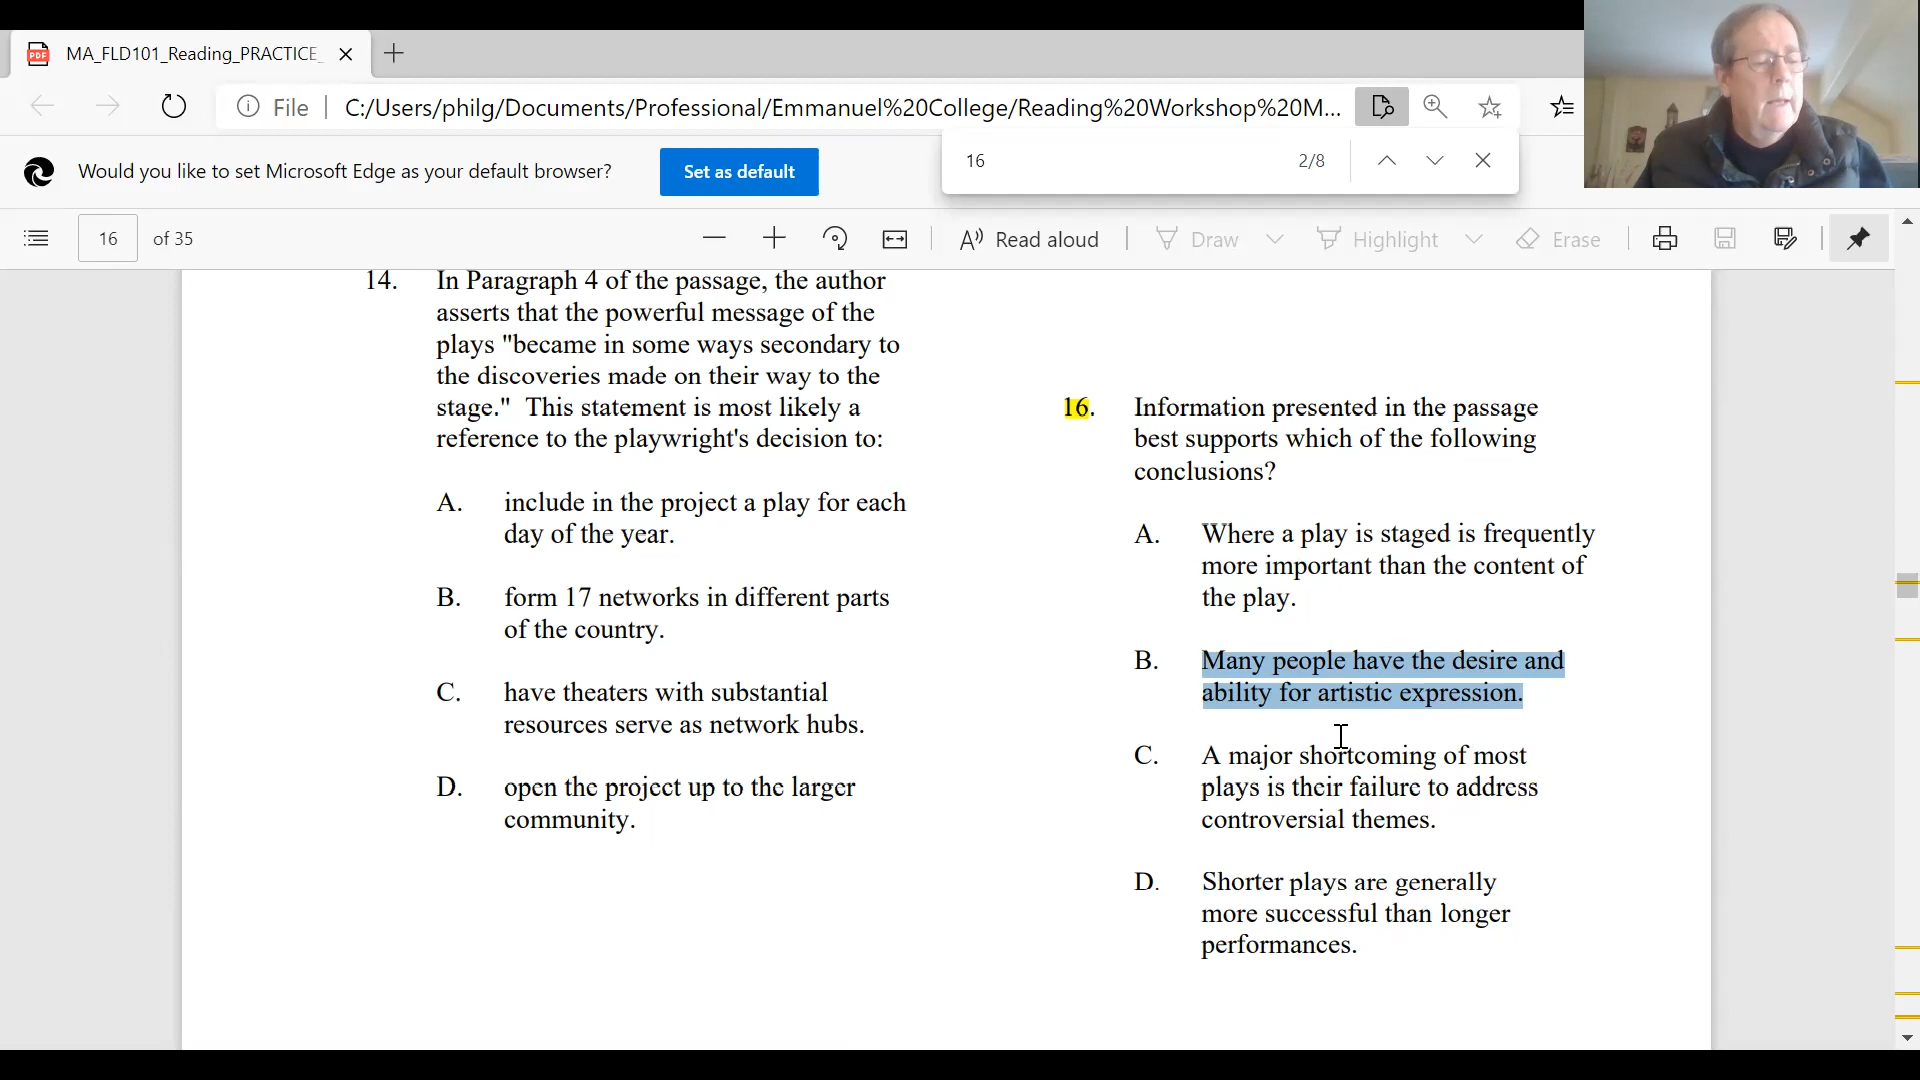 MA_FLD101_Reading_PRACTICE_
File
C:/Users/philg/Documents/Professional/Emmanuel%20College/Reading%20Workshop%20M...
Would you like to set Microsoft Edge as your default browser?
Set as default
16
2/8
16
of 35
Read aloud
Draw
Highlight
Erase
14. In Paragraph 4 of the passage, the author
asserts that the powerful message of the
plays "became in some ways secondary to
the discoveries made on their way to the
stage." This statement is most likely a
reference to the playwright's decision to:
A. include in the project a play for each
day of the year.
B. form 17 networks in different parts
of the country.
C. have theaters with substantial
resources serve as network hubs.
D. open the project up to the larger
community.
16. Information presented in the passage
best supports which of the following
conclusions?
A. Where a play is staged is frequently
more important than the content of
the play.
B. Many people have the desire and
ability for artistic expression.
C. A major shortcoming of most
plays is their failure to address
controversial themes.
D. Shorter plays are generally
more successful than longer
performances.